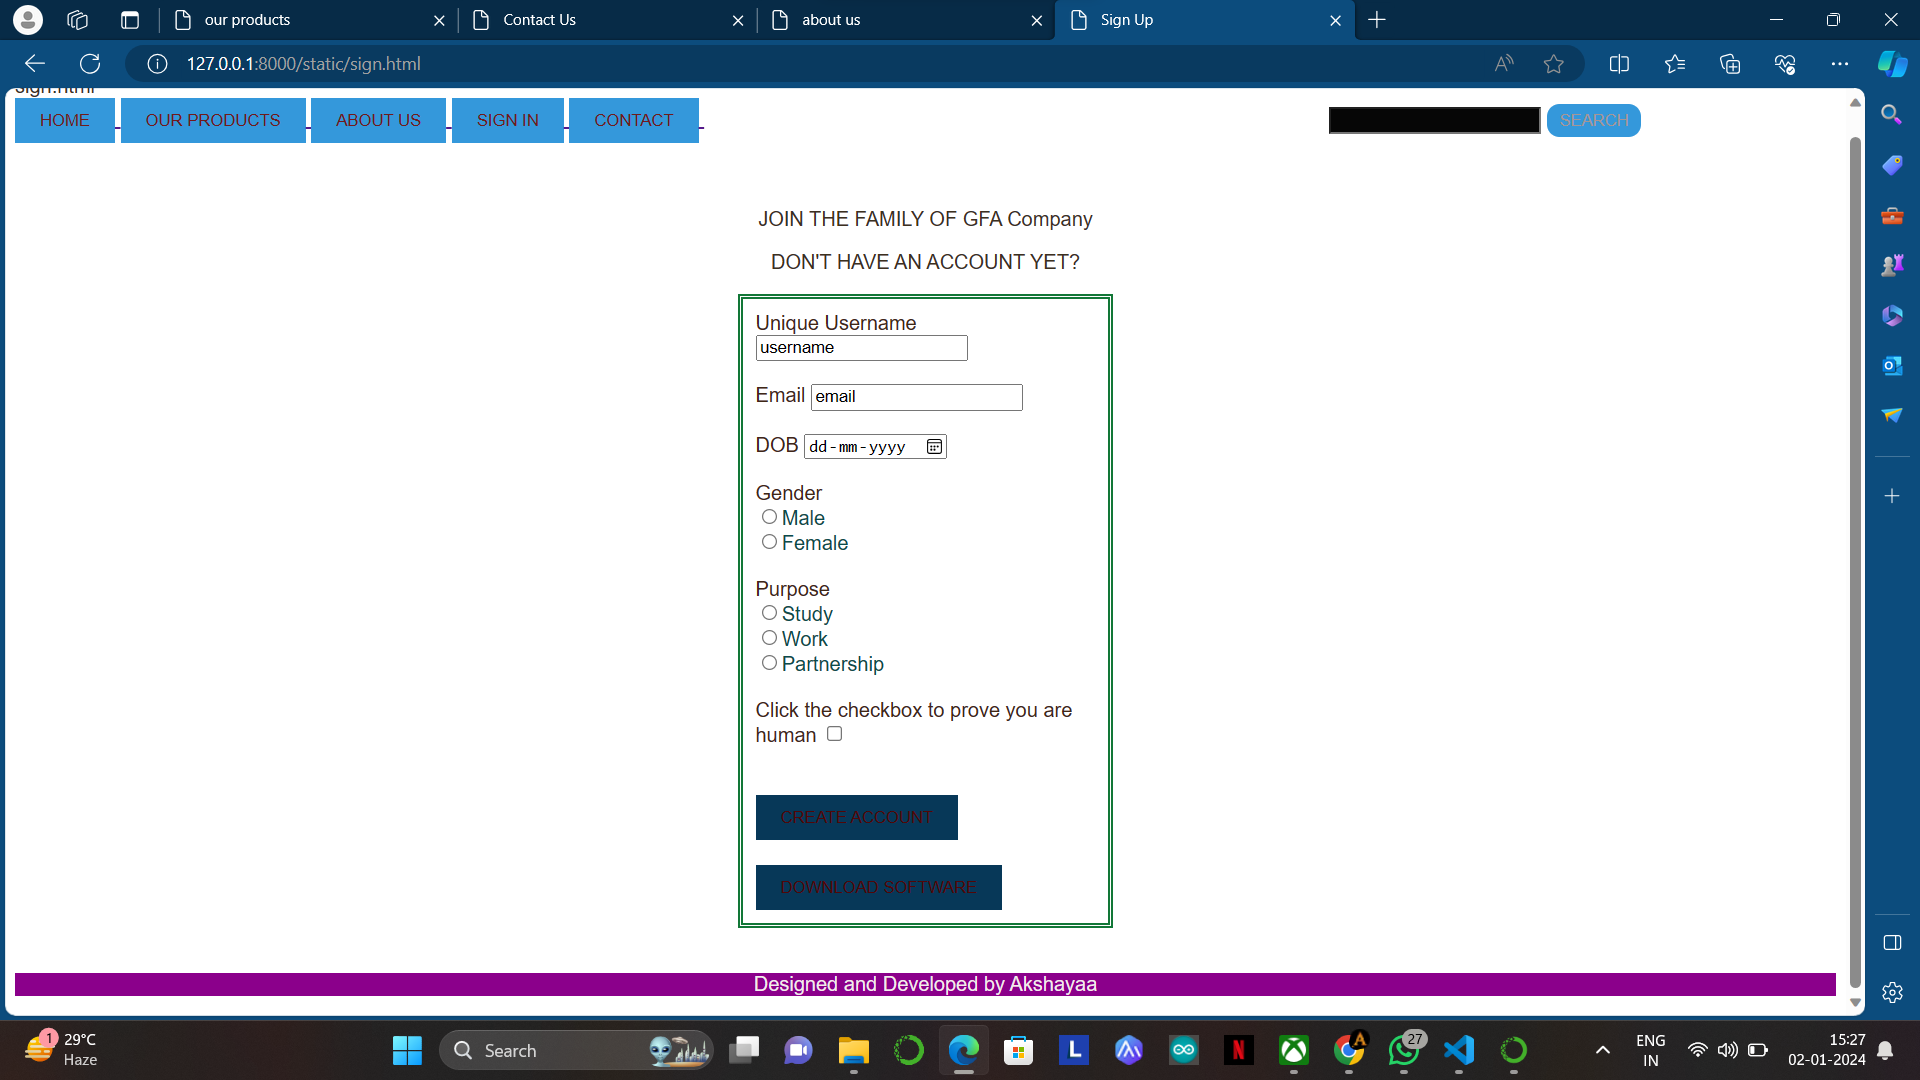 our products
Contact Us
about us
Sign Up
127.0.0.1:8000/static/sign.html
sign.html
HOME
OUR PRODUCTS
ABOUT US
SIGN IN
CONTACT
SEARCH
JOIN THE FAMILY OF GFA Company
DON'T HAVE AN ACCOUNT YET?
Unique Username
username
Email email
DOB dd-mm-yyyy
Gender
Male
Female
Purpose
Study
Work
Partnership
Click the checkbox to prove you are
human
CREATE ACCOUNT
DOWNLOAD SOFTWARE
Designed and Developed by Akshayaa
1
29°C
Haze
Search
L
N
A
27
ENG
IN
15:27
02-01-2024